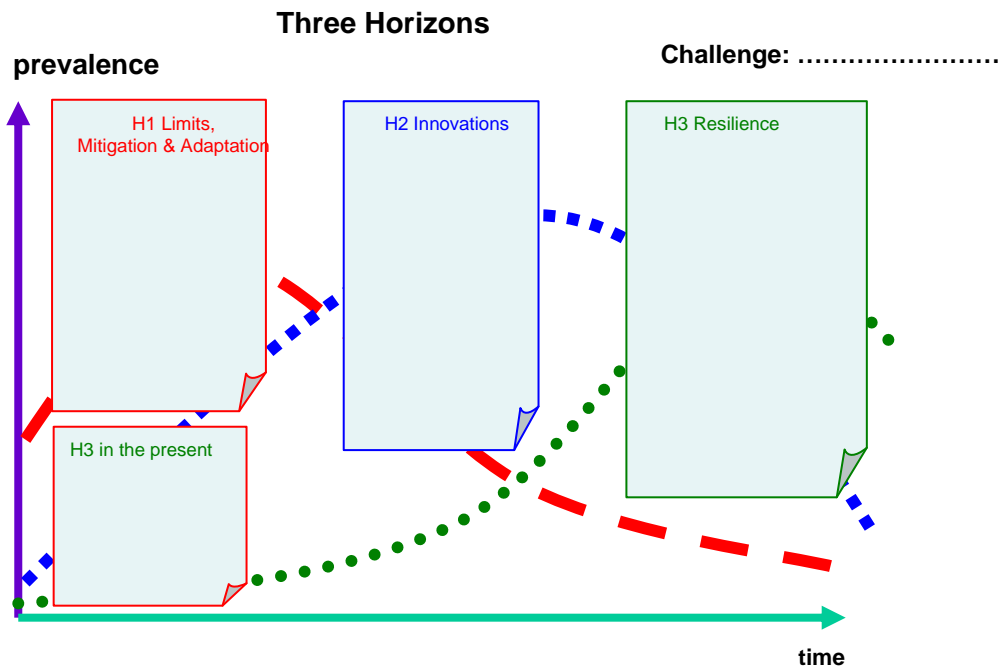 Three Horizons
Challenge: ……………………
prevalence
H1 Limits,
Mitigation & Adaptation
H2 Innovations
H3 Resilience
H3 in the present
time